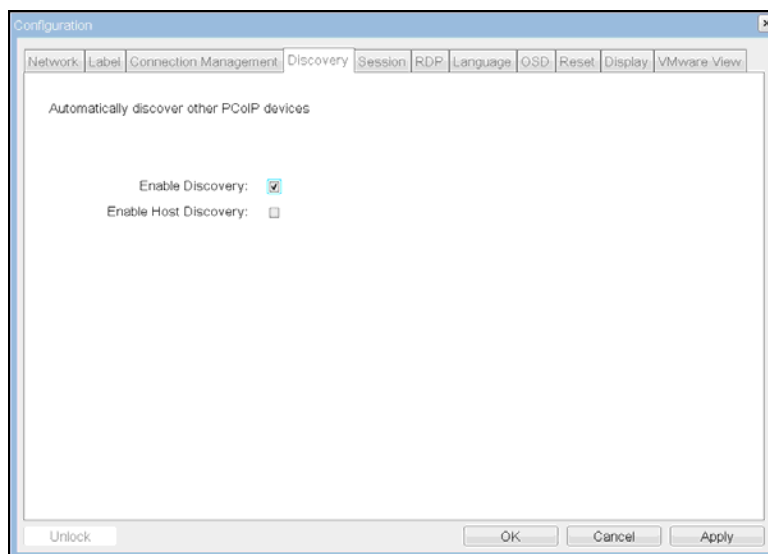 Configuration
Network Label Connection Management Discovery Session RDP Language OSD Reset Display VMware View
Automatically discover other PCoIP devices
Enable Discovery:
Enable Host Discovery:
Unlock OK Cancel Apply